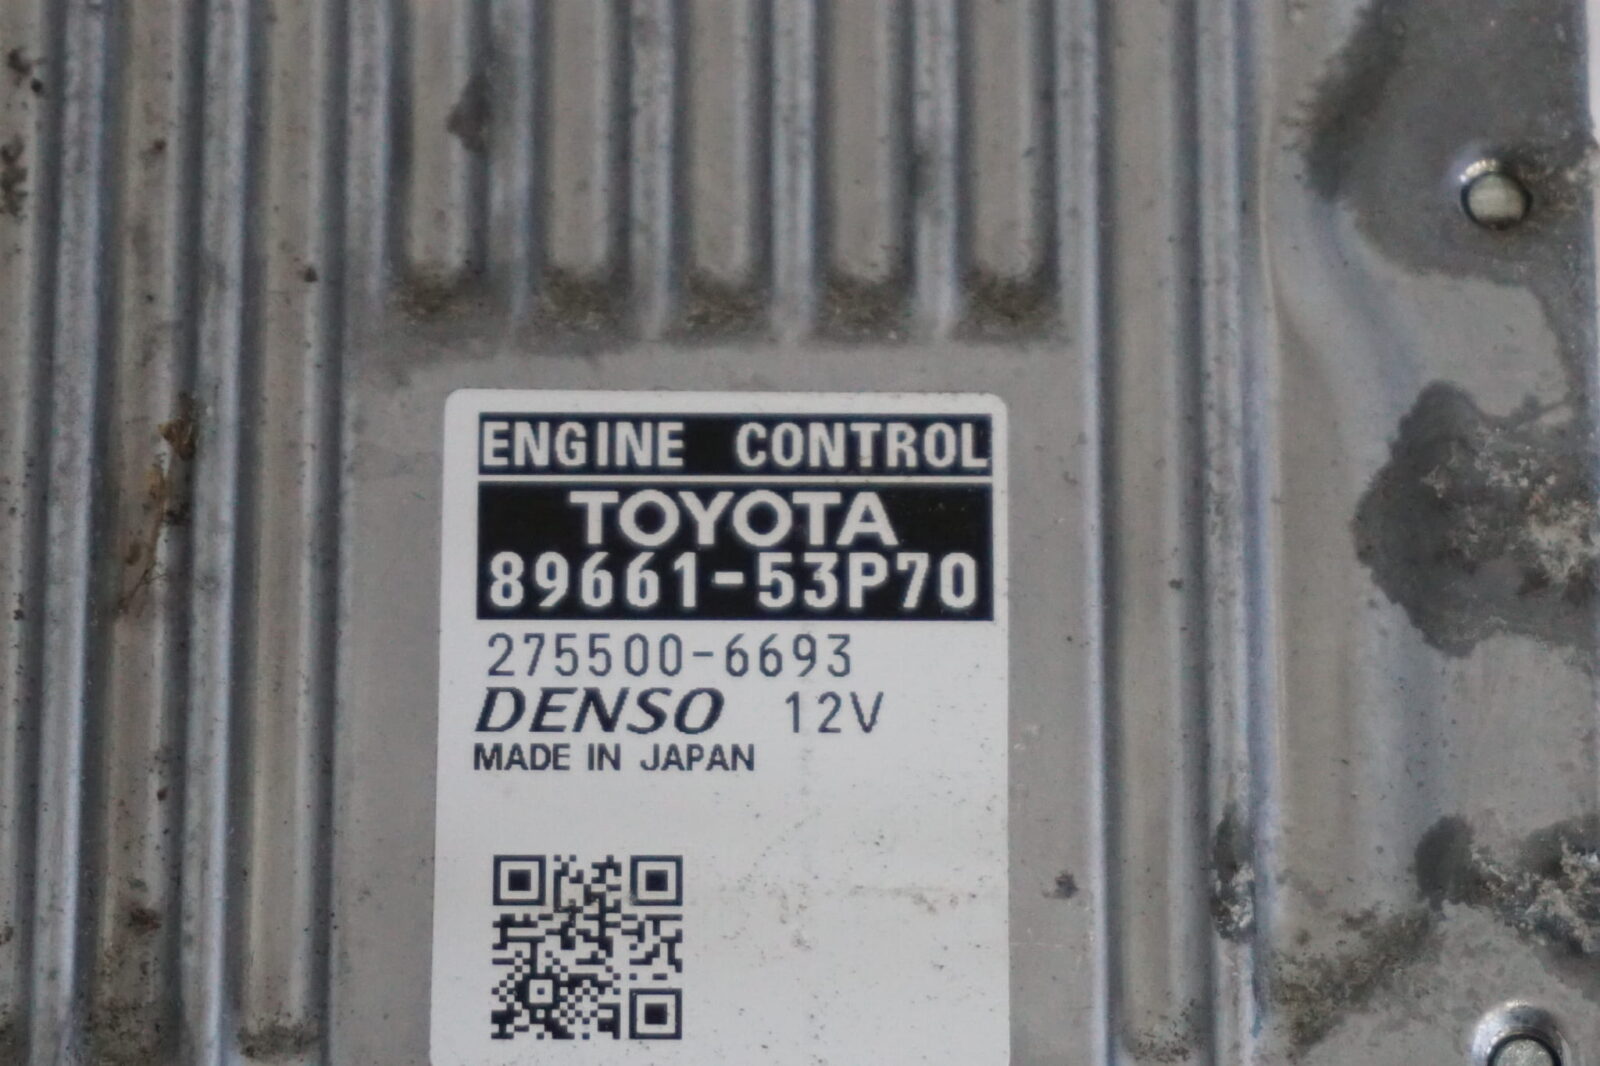 ENGINE CONTROL
TOYOTA
89661-53P70
275500-6693
DENSO 12V
MADE IN JAPAN